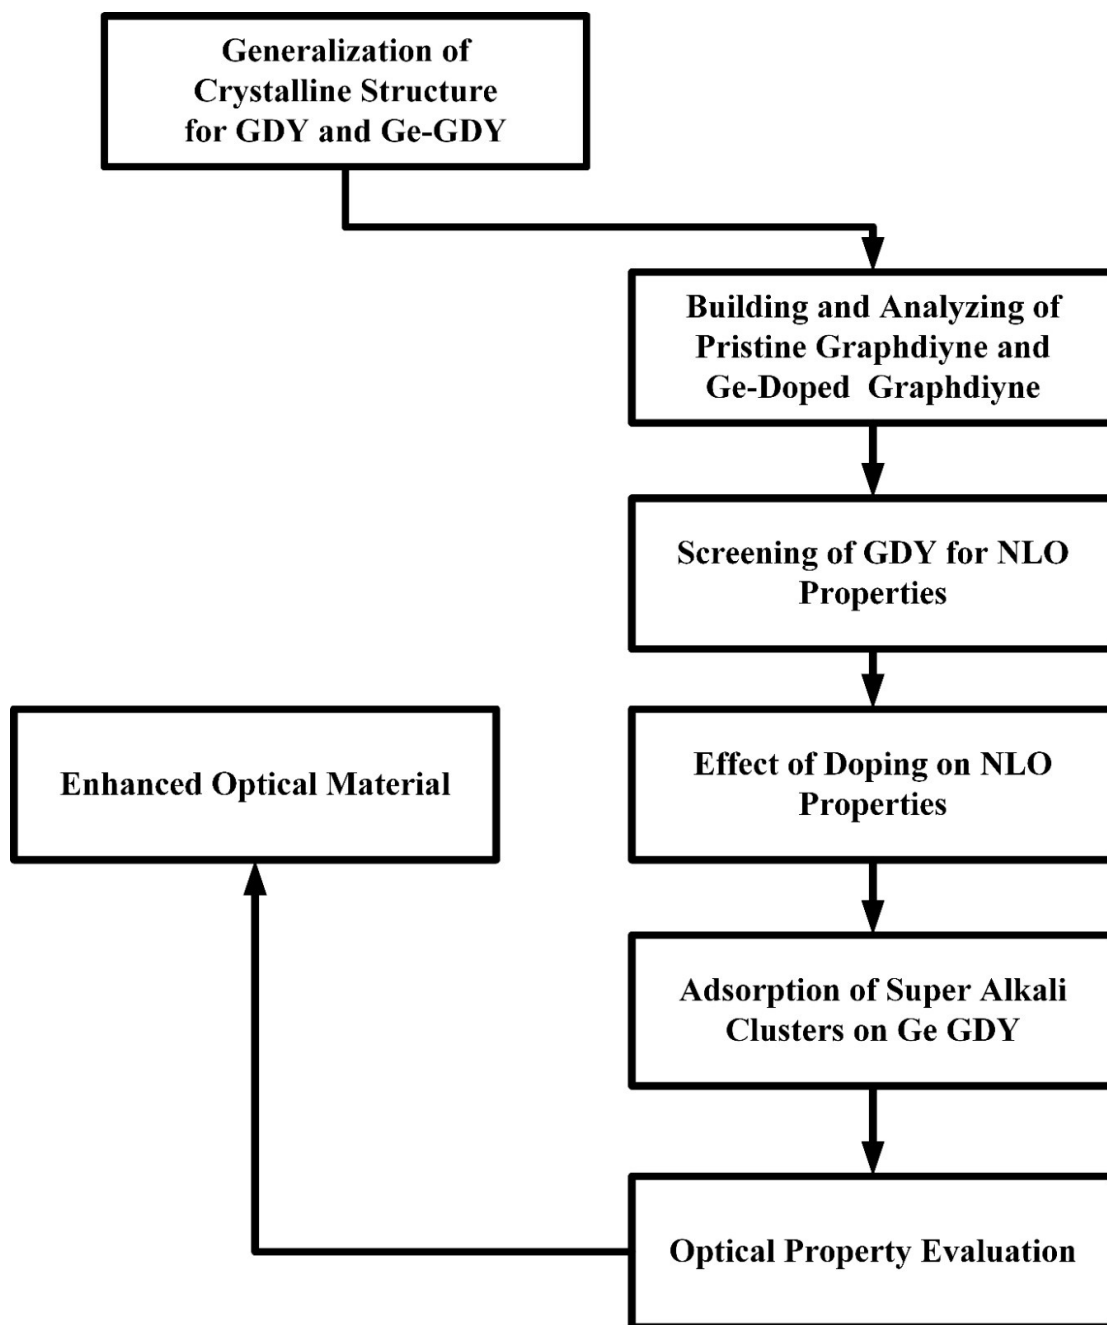 Generalization of
Crystalline Structure
for GDY and Ge-GDY
Building and Analyzing of
Pristine Graphdiyne and
Ge-Doped  Graphdiyne
Screening of GDY for NLO
Properties
Effect of Doping on NLO
Properties
Adsorption of Super Alkali
Clusters on Ge GDY
Optical Property Evaluation
Enhanced Optical Material